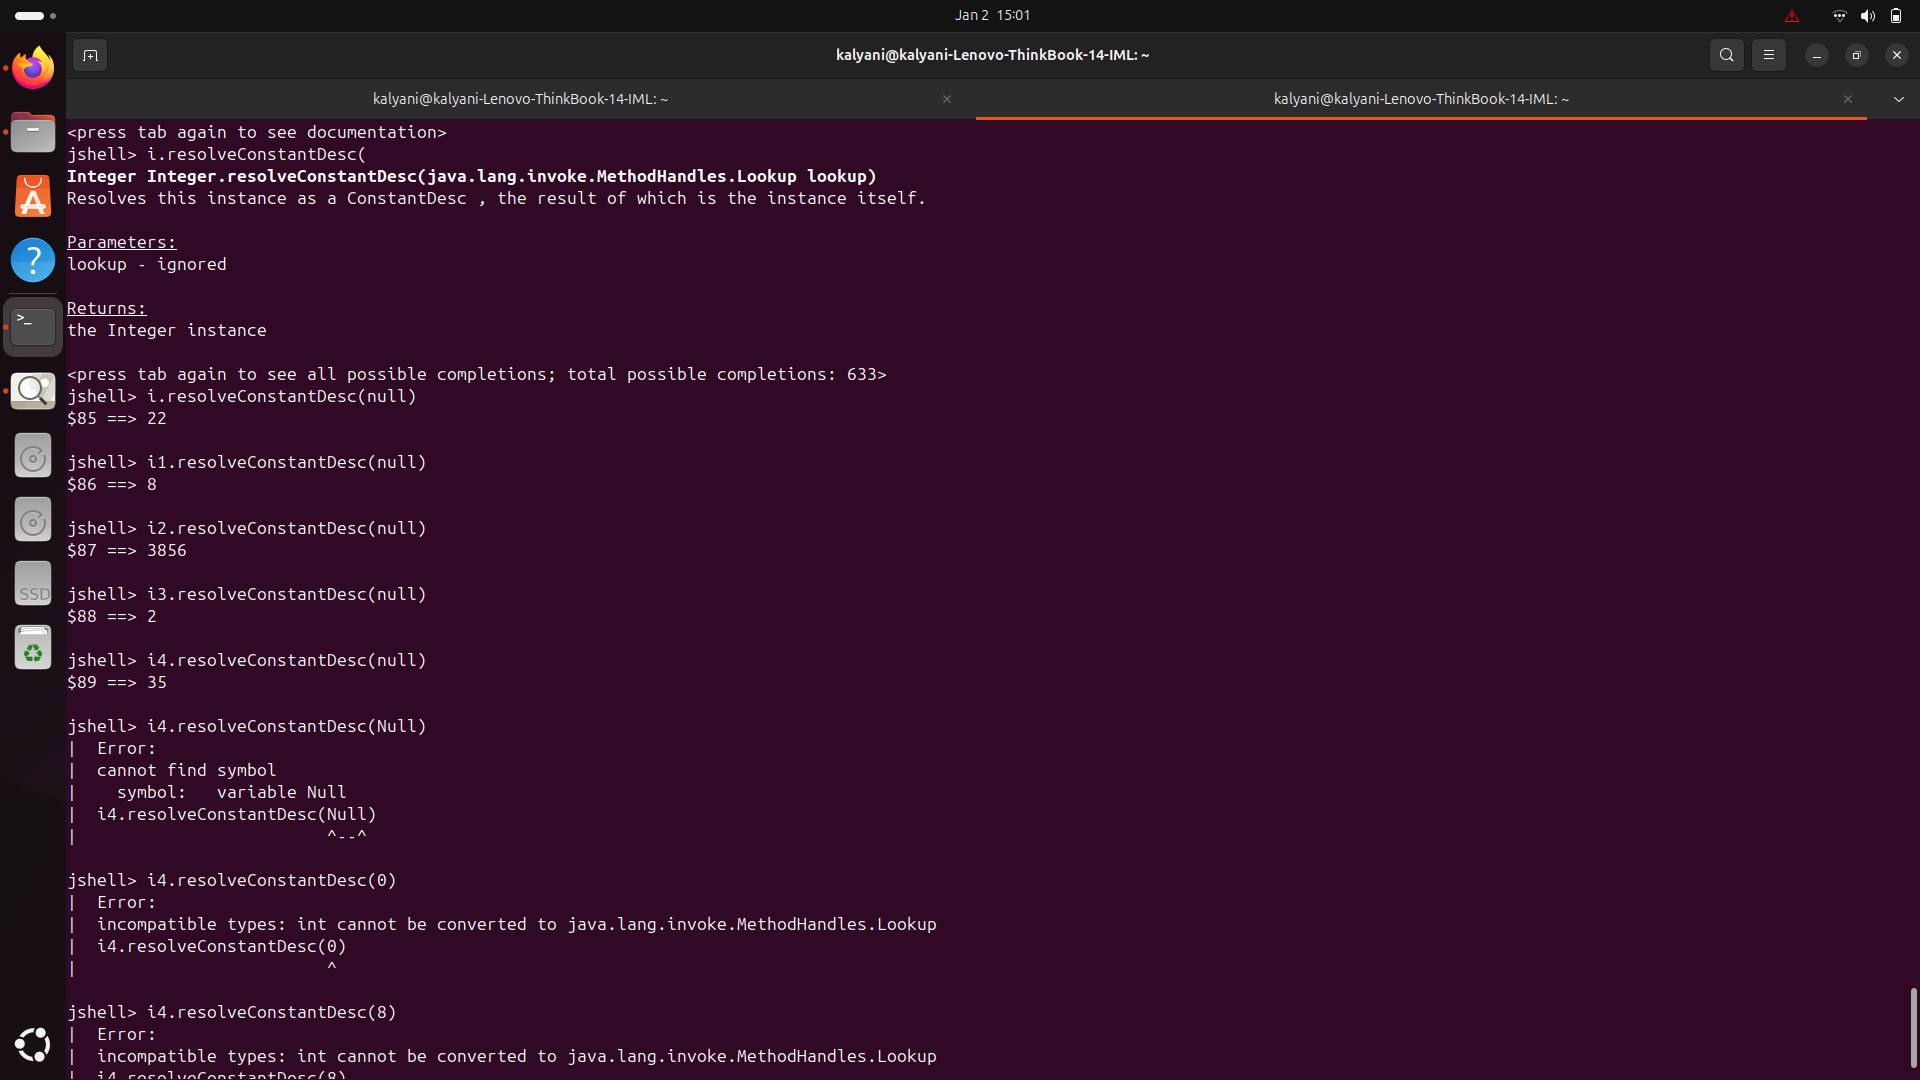 Jan 2 15:01
kalyani@kalyani-Lenovo-ThinkBook-14-IML: ~
kalyani@kalyani-Lenovo-ThinkBook-14-IML: ~
kalyani@kalyani-Lenovo-ThinkBook-14-IML: ~
<press tab again to see documentation>
jshell> i.resolveConstantDesc(
Integer Integer.resolveConstantDesc(java.lang.invoke.MethodHandles.Lookup lookup)
Resolves this instance as a ConstantDesc , the result of which is the instance itself.
Parameters:
lookup - ignored
Returns:
the Integer instance
<press tab again to see all possible completions; total possible completions: 633>
jshell> i.resolveConstantDesc(null)
$85 ==> 22
jshell> i1.resolveConstantDesc(null)
$86 ==> 8
jshell> i2.resolveConstantDesc(null)
$87 ==> 3856
jshell> i3.resolveConstantDesc(null)
$88 ==> 2
jshell> i4.resolveConstantDesc(null)
$89 ==> 35
jshell> i4.resolveConstantDesc(Null)
|  Error:
|  cannot find symbol
|    symbol:   variable Null
|  i4.resolveConstantDesc(Null)
|                         ^--^
jshell> i4.resolveConstantDesc(0)
|  Error:
|  incompatible types: int cannot be converted to java.lang.invoke.MethodHandles.Lookup
|  i4.resolveConstantDesc(0)
|                         ^
jshell> i4.resolveConstantDesc(8)
|  Error:
|  incompatible types: int cannot be converted to java.lang.invoke.MethodHandles.Lookup
|  i4.resolveConstantDesc(8)
SSD